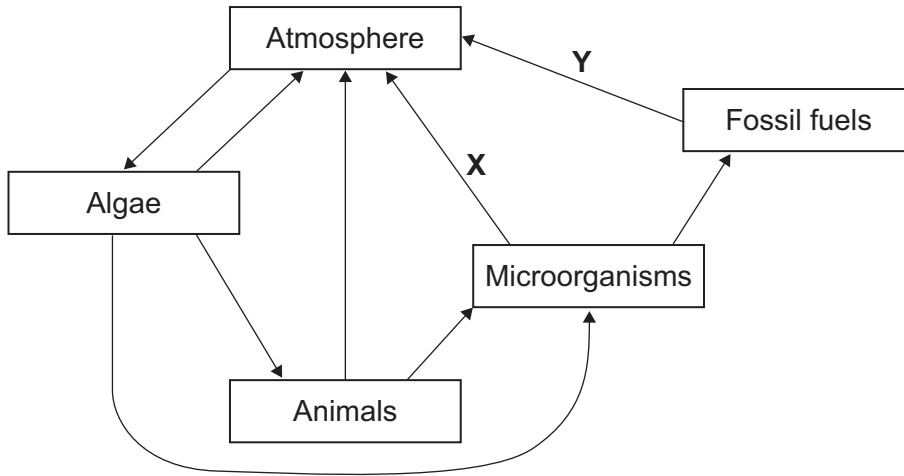 Atmosphere
Y
Fossil fuels
X
Algae
Microorganisms
Animals